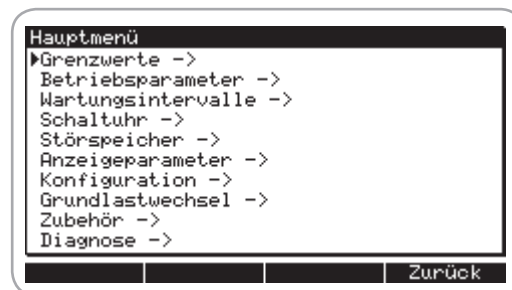 Hauptmenü
▶Grenzwerte ->
Betriebsparameter ->
Wartungsintervalle ->
Schaltuhr ->
Störspeicher ->
Anzeigeparameter ->
Konfiguration ->
Grundlastwechsel ->
Zubehör ->
Diagnose ->
Zurück